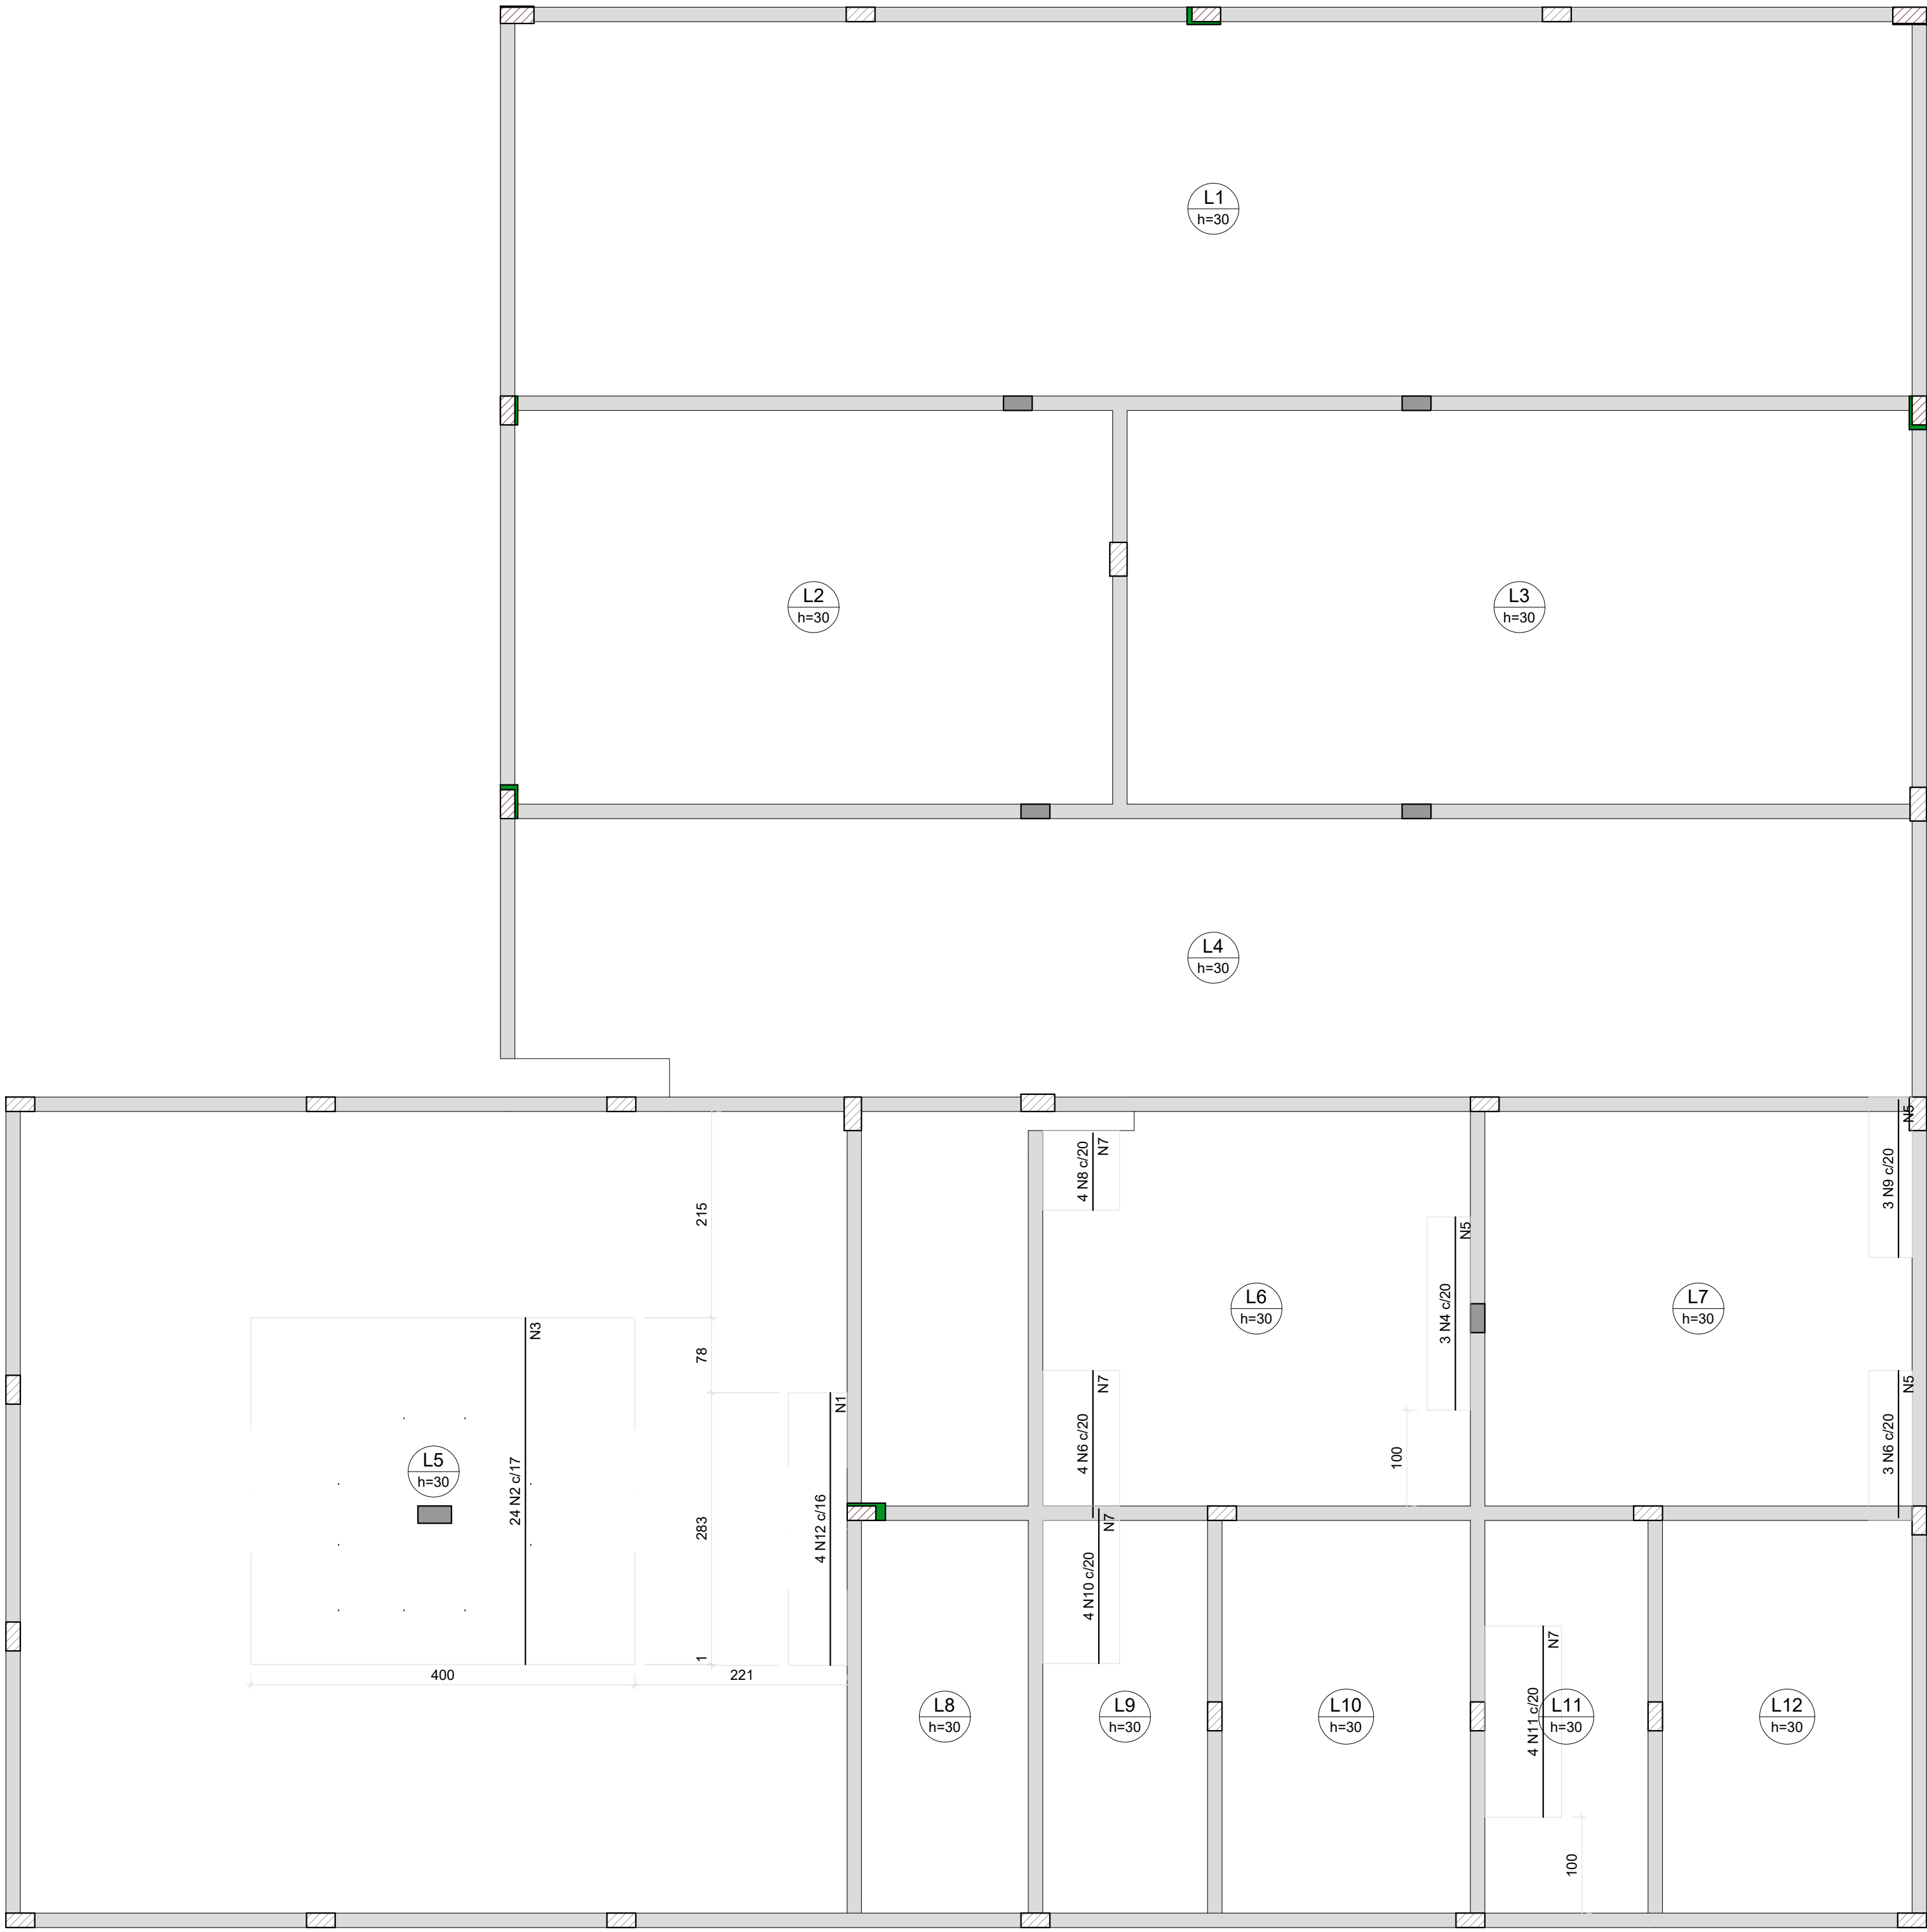 L1
h=30
L2
h=30
L3
h=30
L4
h=30
N5
4 N8 c/20
N7
3 N9 c/20
215
N5
3 N4 c/20
L6
h=30
L7
h=30
N3
78
N1
N7
4 N6 c/20
N5
3 N6 c/20
100
L5
h=30
24 N2 c/17
283
4 N12 c/16
N7
4 N10 c/20
1
400
221
N7
4 N11 c/20
L8
h=30
L9
h=30
L10
h=30
L11
h=30
L12
h=30
100